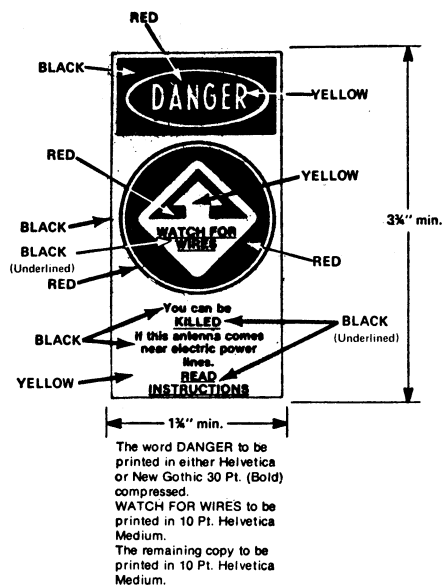 RED
BLACK
DANGER
YELLOW
RED
YELLOW
BLACK
WATCH FOR
WIRES
3¾" min.
BLACK
(Underlined)
RED
RED
You can be
KILLED
BLACK
(Underlined)
BLACK
if this antenna comes
near electric power
lines.
YELLOW
READ
INSTRUCTIONS
1¾" min.
The word DANGER to be
printed in either Helvetica
or New Gothic 30 Pt. (Bold)
compressed.
WATCH FOR WIRES to be
printed in 10 Pt. Helvetica
Medium.
The remaining copy to be
printed in 10 Pt. Helvetica
Medium.